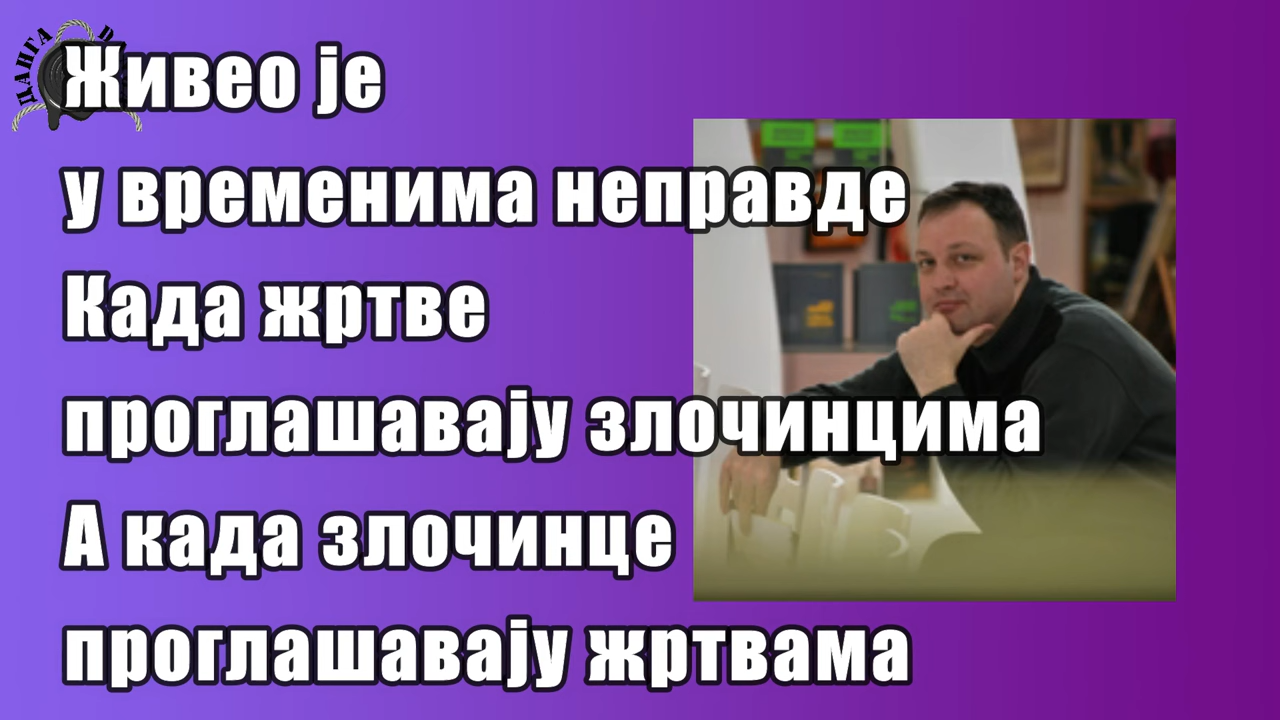 Живео је
у временима неправде
Када жртве
проглашавају злочинцима
А када злочинце
проглашавају жртвама